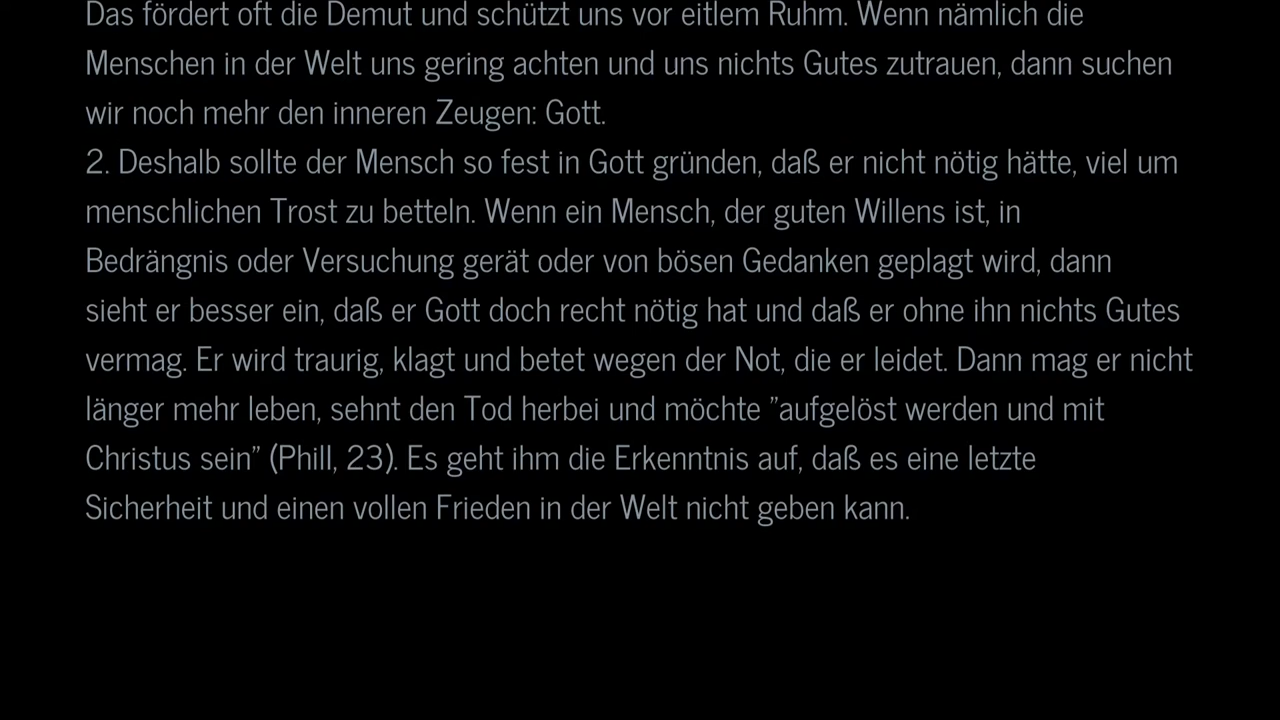 Das fördert oft die Demut und schützt uns vor eitlem Ruhm. Wenn nämlich die
Menschen in der Welt uns gering achten und uns nichts Gutes zutrauen, dann suchen
wir noch mehr den inneren Zeugen: Gott.
2. Deshalb sollte der Mensch so fest in Gott gründen, daß er nicht nötig hätte, viel um
menschlichen Trost zu betteln. Wenn ein Mensch, der guten Willens ist, in
Bedrängnis oder Versuchung gerät oder von bösen Gedanken geplagt wird, dann
sieht er besser ein, daß er Gott doch recht nötig hat und daß er ohne ihn nichts Gutes
vermag. Er wird traurig, klagt und betet wegen der Not, die er leidet. Dann mag er nicht
länger mehr leben, sehnt den Tod herbei und möchte ”aufgelöst werden und mit
Christus sein” (Phill, 23). Es geht ihm die Erkenntnis auf, daß es eine letzte
Sicherheit und einen vollen Frieden in der Welt nicht geben kann.